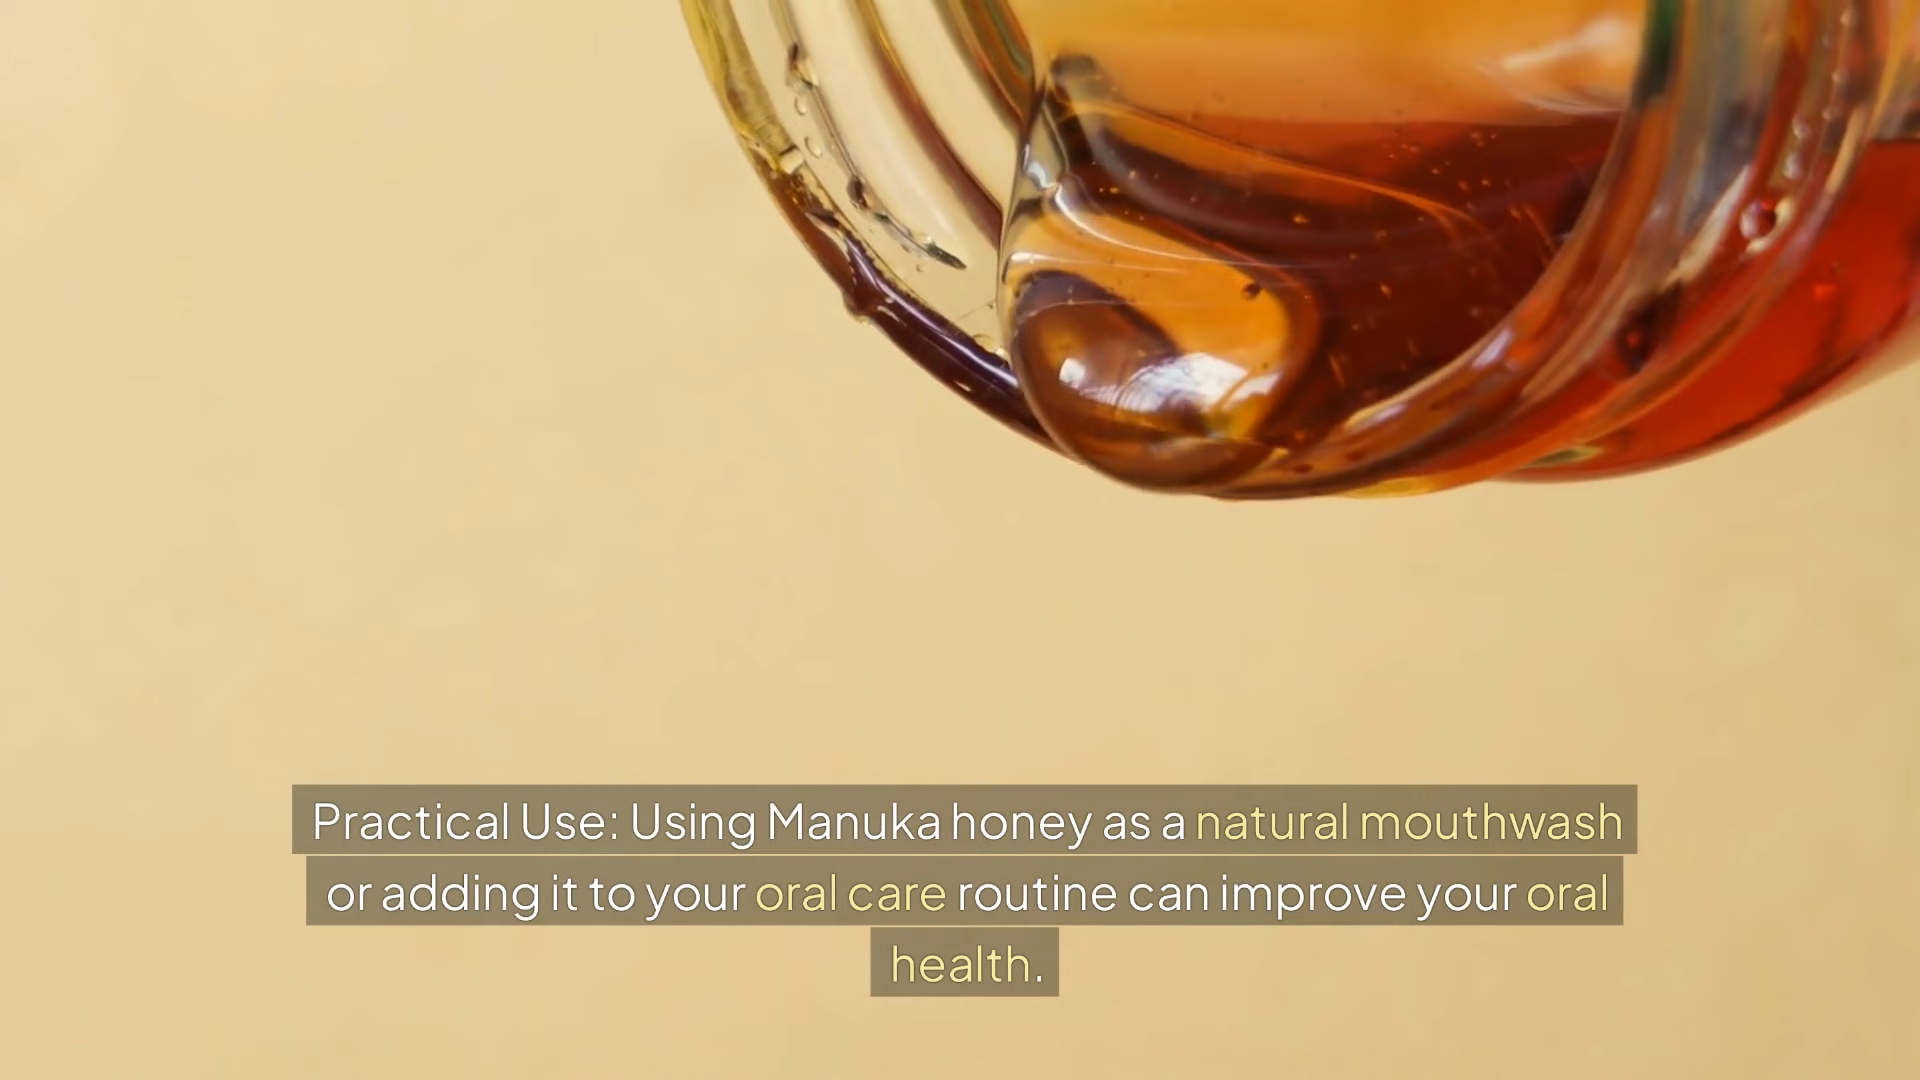 Practical Use: Using Manuka honey as a natural mouthwash
or adding it to your oral care routine can improve your oral
health.